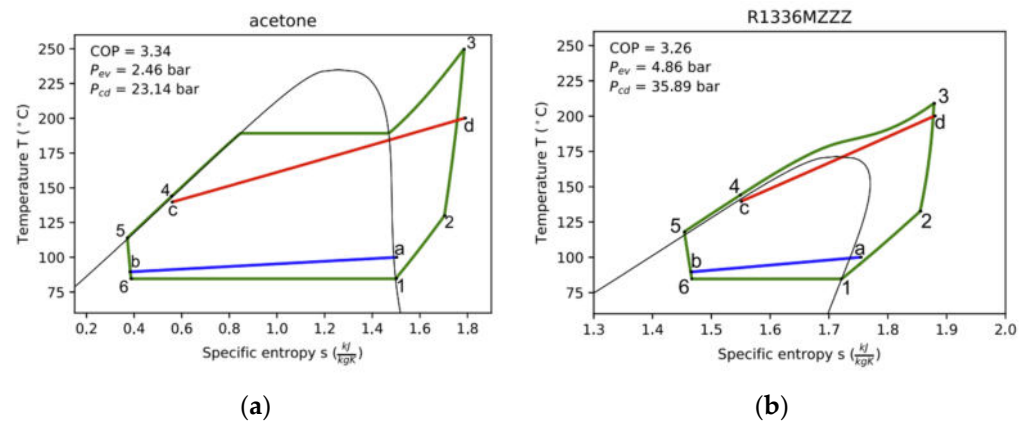 acetone
COP = 3.34
P_ev = 2.46 bar
P_cd = 23.14 bar
250
225
200
175
150
125
100
75
Temperature T (°C)
3
d
4
c
2
5
b
a
6
1
0.2 0.4 0.6 0.8 1.0 1.2 1.4 1.6 1.8
Specific entropy s (kJ/kgK)
(a)
R1336MZZZ
COP = 3.26
P_ev = 4.86 bar
P_cd = 35.89 bar
250
225
200
175
150
125
100
75
Temperature T (°C)
3
d
4
c
5
2
b
a
6
1
1.3 1.4 1.5 1.6 1.7 1.8 1.9 2.0
Specific entropy s (kJ/kgK)
(b)